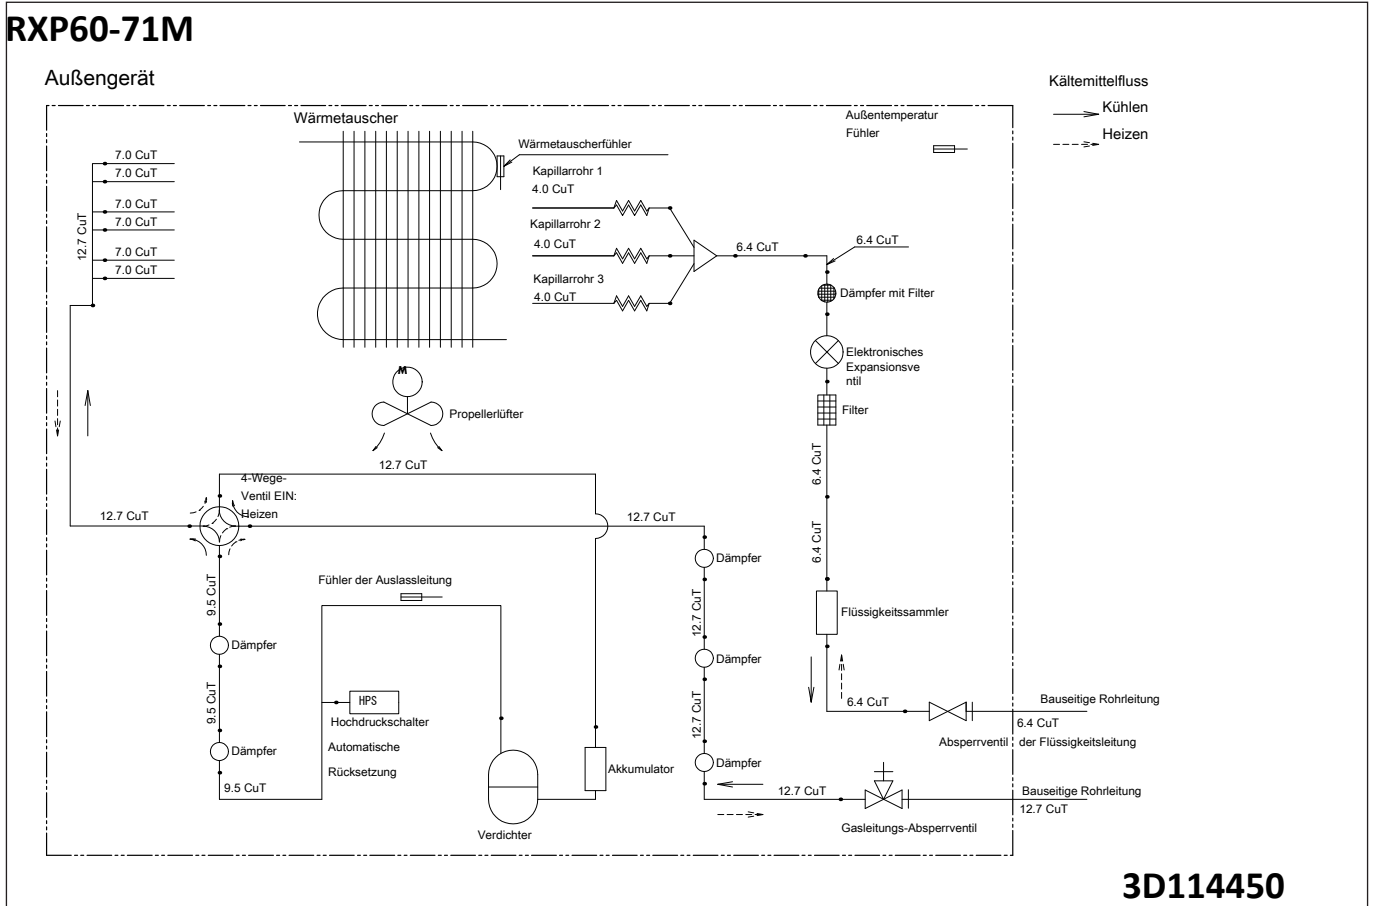 RXP60-71M
Außengerät
Kältemittelfluss
Kühlen
Heizen
Wärmetauscher
Außentemperatur
Fühler
Wärmetauscherfühler
7.0 CuT
7.0 CuT
7.0 CuT
7.0 CuT
7.0 CuT
7.0 CuT
12.7 CuT
Kapillarrohr 1
4.0 CuT
Kapillarrohr 2
4.0 CuT
Kapillarrohr 3
4.0 CuT
6.4 CuT
6.4 CuT
Dämpfer mit Filter
Elektronisches
Expansionsve
ntil
Filter
M
Propellerlüfter
12.7 CuT
4-Wege-
Ventil EIN:
Heizen
12.7 CuT
12.7 CuT
6.4 CuT
6.4 CuT
Dämpfer
Fühler der Auslassleitung
9.5 CuT
12.7 CuT
Flüssigkeitssammler
Dämpfer
Dämpfer
HPS
Hochdruckschalter
Automatische
Rücksetzung
9.5 CuT
12.7 CuT
6.4 CuT
Bauseitige Rohrleitung
6.4 CuT
Absperrventil der Flüssigkeitsleitung
Dämpfer
Dämpfer
Akkumulator
9.5 CuT
12.7 CuT
Bauseitige Rohrleitung
12.7 CuT
Verdichter
Gasleitungs-Absperrventil
3D114450